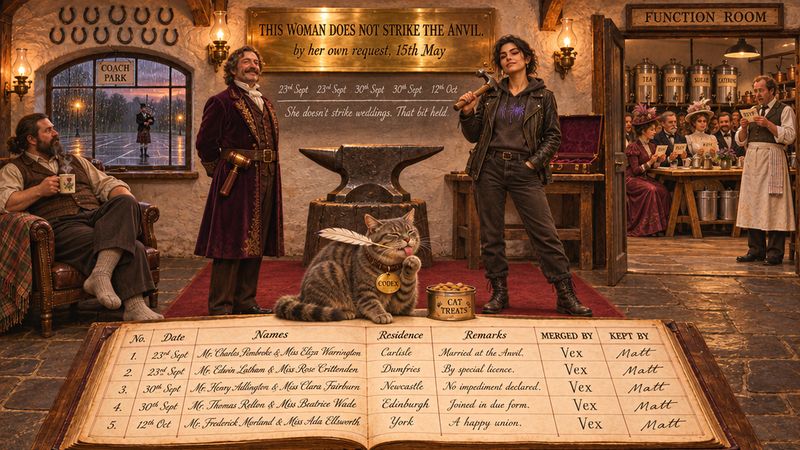 THIS WOMAN DOES NOT STRIKE THE ANVIL.
by her own request, 15th May
FUNCTION ROOM
COACH PARK
23rd Sept 23rd Sept 30th Sept 30th Sept 12th Oct
She doesn't strike weddings. That bit held.
TEA COFFEE SUGAR CATERING
CODEX
CAT TREATS
No. Date Names Residence Remarks MERGED BY KEPT BY
1. 23rd Sept Mr. Charles Pembroke & Miss Eliza Warrington Carlisle Married at the Anvil. Vex Matt
2. 23rd Sept Mr. Edwin Latham & Miss Rose Crittenden Dumfries By special licence. Vex Matt
3. 30th Sept Mr. Henry Adlington & Miss Clara Fairburn Newcastle No impediment declared. Vex Matt
4. 30th Sept Mr. Thomas Relton & Miss Beatrice Wade Edinburgh Joined in due form. Vex Matt
5. 12th Oct Mr. Frederick Morland & Miss Ada Ellsworth York A happy union. Vex Matt